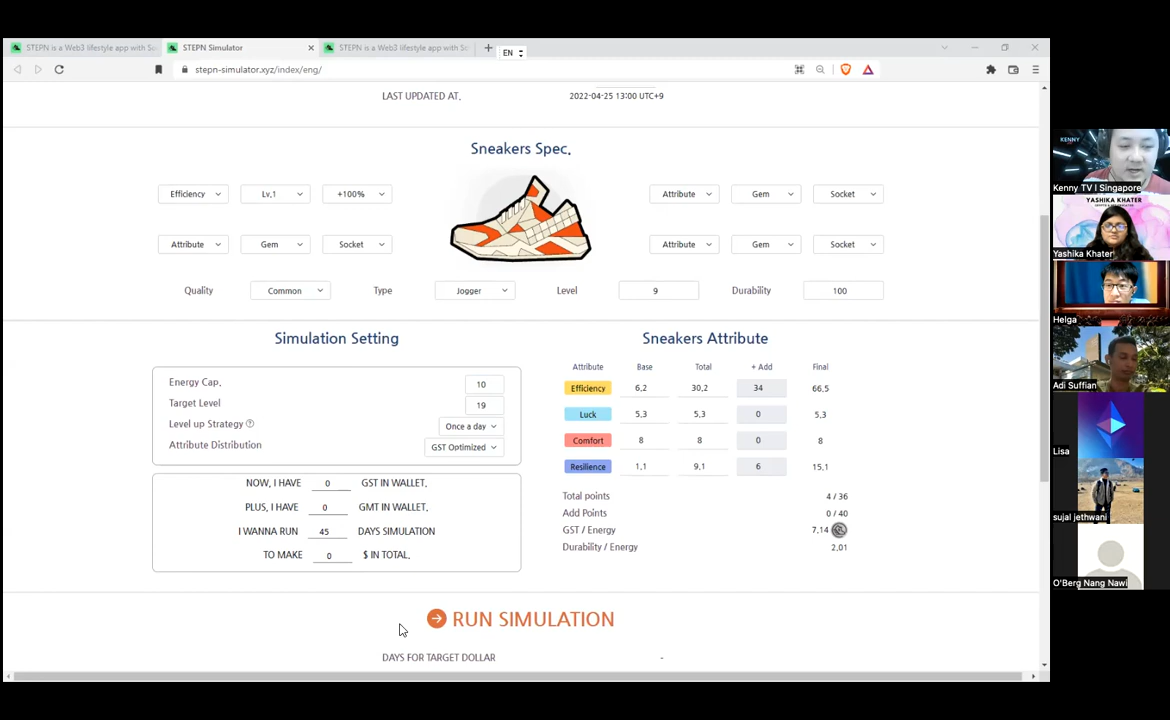 STEPN is a Web3 lifestyle app with So
STEPN Simulator
STEPN is a Web3 lifestyle app with So
EN
stepn-simulator.xyz/index/eng/
LAST UPDATED AT, 2022-04-25 13:00 UTC+9
Sneakers Spec,
Efficiency Lv,1 +100% Attribute Gem Socket
Attribute Gem Socket Attribute Gem Socket
Quality Common Type Jogger Level 9 Durability 100
Simulation Setting
Energy Cap, 10
Target Level 19
Level up Strategy ? Once a day
Attribute Distribution GST Optimized
NOW, I HAVE 0 GST IN WALLET,
PLUS, I HAVE 0 GMT IN WALLET,
I WANNA RUN 45 DAYS SIMULATION
TO MAKE 0 $ IN TOTAL,
Sneakers Attribute
Attribute Base Total + Add Final
Efficiency 6,2 30,2 34 66,5
Luck 5,3 5,3 0 5,3
Comfort 8 8 0 8
Resilience 1,1 9,1 6 15,1
Total points 4 / 36
Add Points 0 / 40
GST / Energy 7,14
Durability / Energy 2,01
RUN SIMULATION
DAYS FOR TARGET DOLLAR -
KENNY
Kenny TV I Singapore
YASHIKA KHATER
Yashika Khater
Helga
Adi Suffian
Lisa
sujal jethwani
O'Berg Nang Nawi